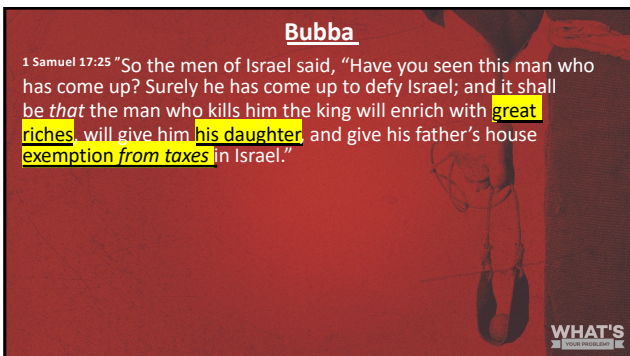 Bubba
1 Samuel 17:25 "So the men of Israel said, “Have you seen this man who
has come up? Surely he has come up to defy Israel; and it shall
be that the man who kills him the king will enrich with great
riches, will give him his daughter, and give his father’s house
exemption from taxes in Israel.”
WHAT'S
YOUR PROBLEM?